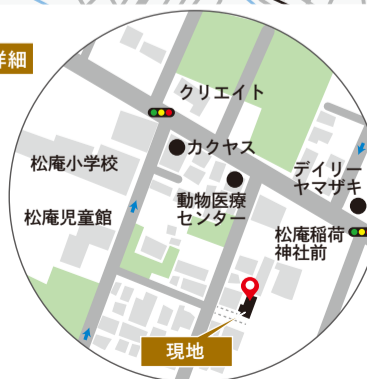 詳細
クリエイト
カクヤス
松庵小学校
動物医療
センター
デイリー
ヤマザキ
松庵児童館
松庵稲荷
神社前
現地